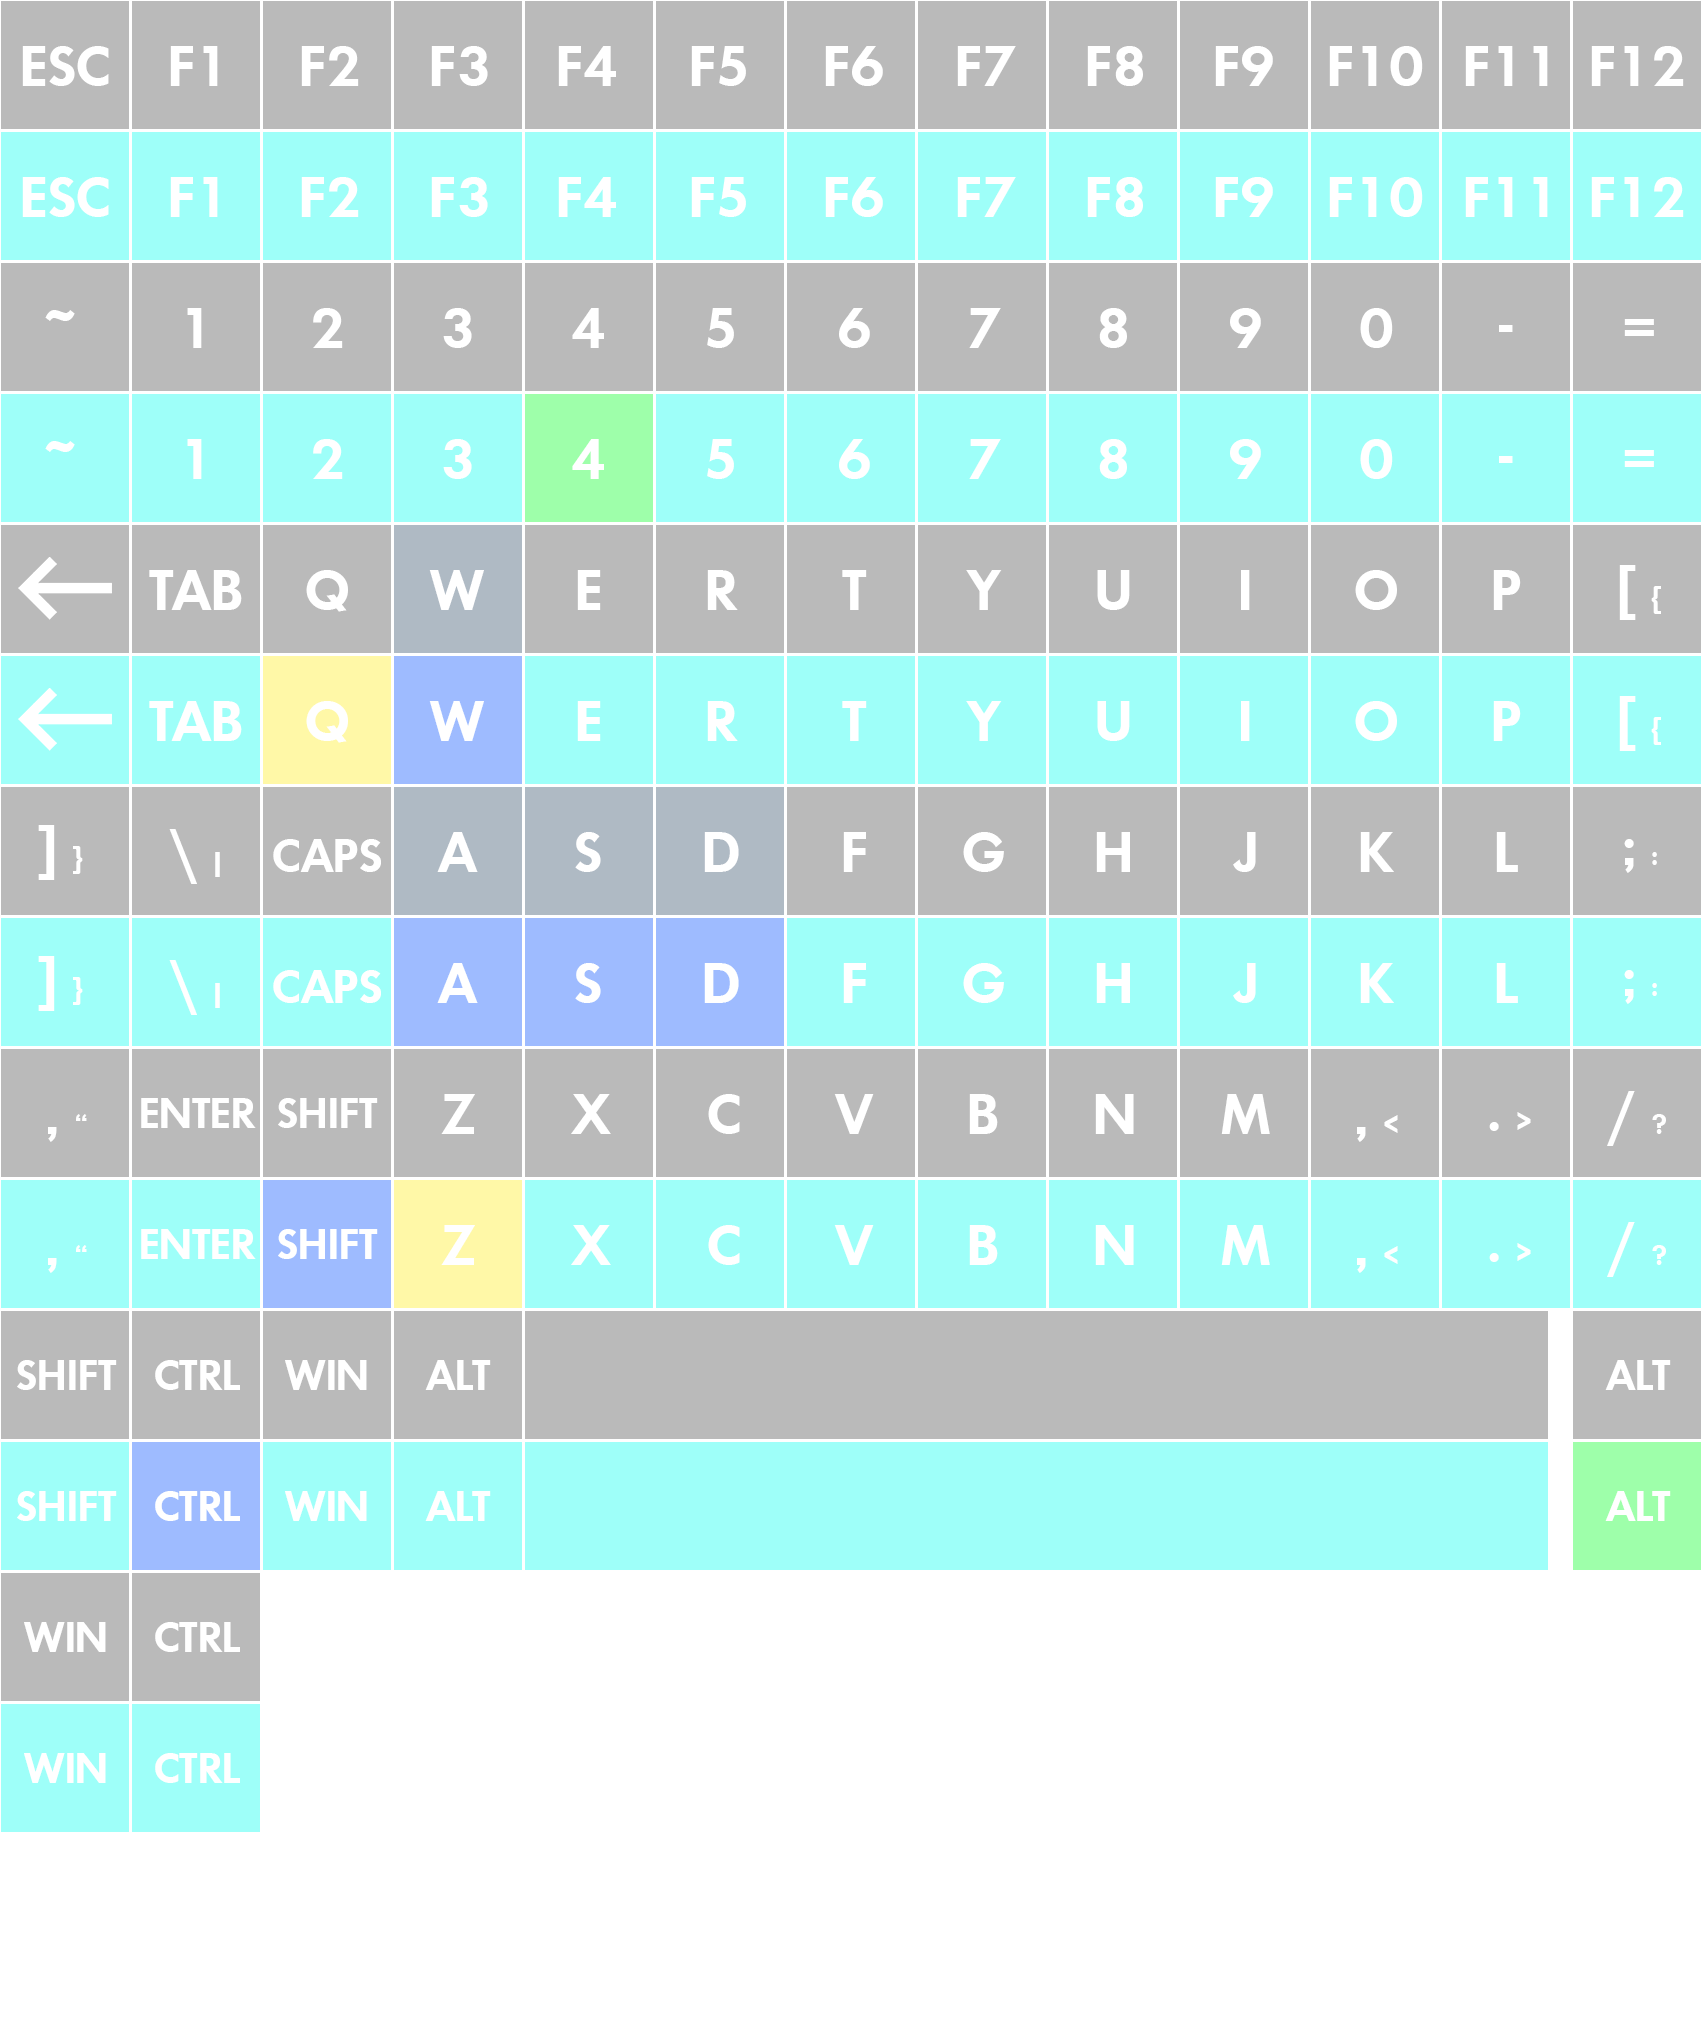 ESC F1 F2 F3 F4 F5 F6 F7 F8 F9 F10 F11 F12
ESC F1 F2 F3 F4 F5 F6 F7 F8 F9 F10 F11 F12
~ 1 2 3 4 5 6 7 8 9 0 - =
~ 1 2 3 4 5 6 7 8 9 0 - =
← TAB Q W E R T Y U I O P [ {
← TAB Q W E R T Y U I O P [ {
] } \ | CAPS A S D F G H J K L ; :
] } \ | CAPS A S D F G H J K L ; :
, “ ENTER SHIFT Z X C V B N M , < . > / ?
, “ ENTER SHIFT Z X C V B N M , < . > / ?
SHIFT CTRL WIN ALT ALT
SHIFT CTRL WIN ALT ALT
WIN CTRL
WIN CTRL